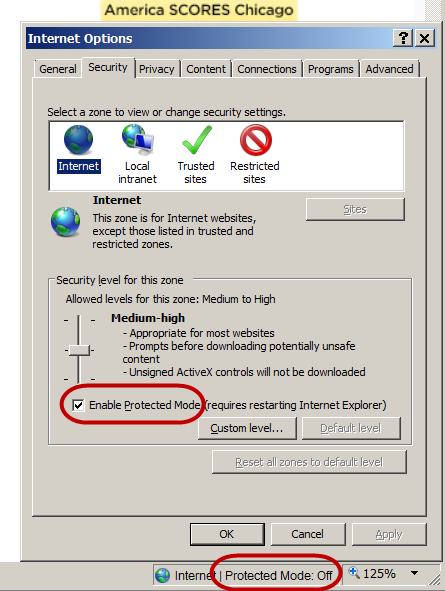 America SCORES Chicago
Internet Options
? X
General Security Privacy Content Connections Programs Advanced
Select a zone to view or change security settings.
Internet Local intranet Trusted sites Restricted sites
Internet
Sites
This zone is for Internet websites,
except those listed in trusted and
restricted zones.
Security level for this zone
Allowed levels for this zone: Medium to High
Medium-high
- Appropriate for most websites
- Prompts before downloading potentially unsafe
content
- Unsigned ActiveX controls will not be downloaded
Enable Protected Mode (requires restarting Internet Explorer)
Custom level... Default level
Reset all zones to default level
OK Cancel Apply
Internet | Protected Mode: Off 125%